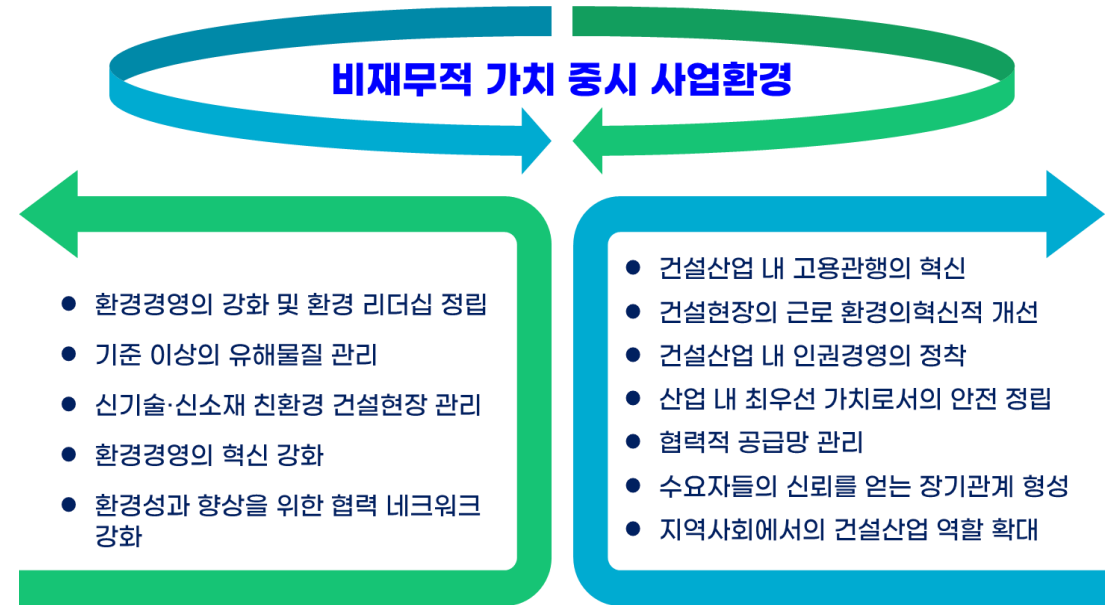 비재무적 가치 중시 사업환경
● 환경경영의 강화 및 환경 리더십 정립
● 기준 이상의 유해물질 관리
● 신기술·신소재 친환경 건설현장 관리
● 환경경영의 혁신 강화
● 환경성과 향상을 위한 협력 네크워크
강화
● 건설산업 내 고용관행의 혁신
● 건설현장의 근로 환경의혁신적 개선
● 건설산업 내 인권경영의 정착
● 산업 내 최우선 가치로서의 안전 정립
● 협력적 공급망 관리
● 수요자들의 신뢰를 얻는 장기관계 형성
● 지역사회에서의 건설산업 역할 확대